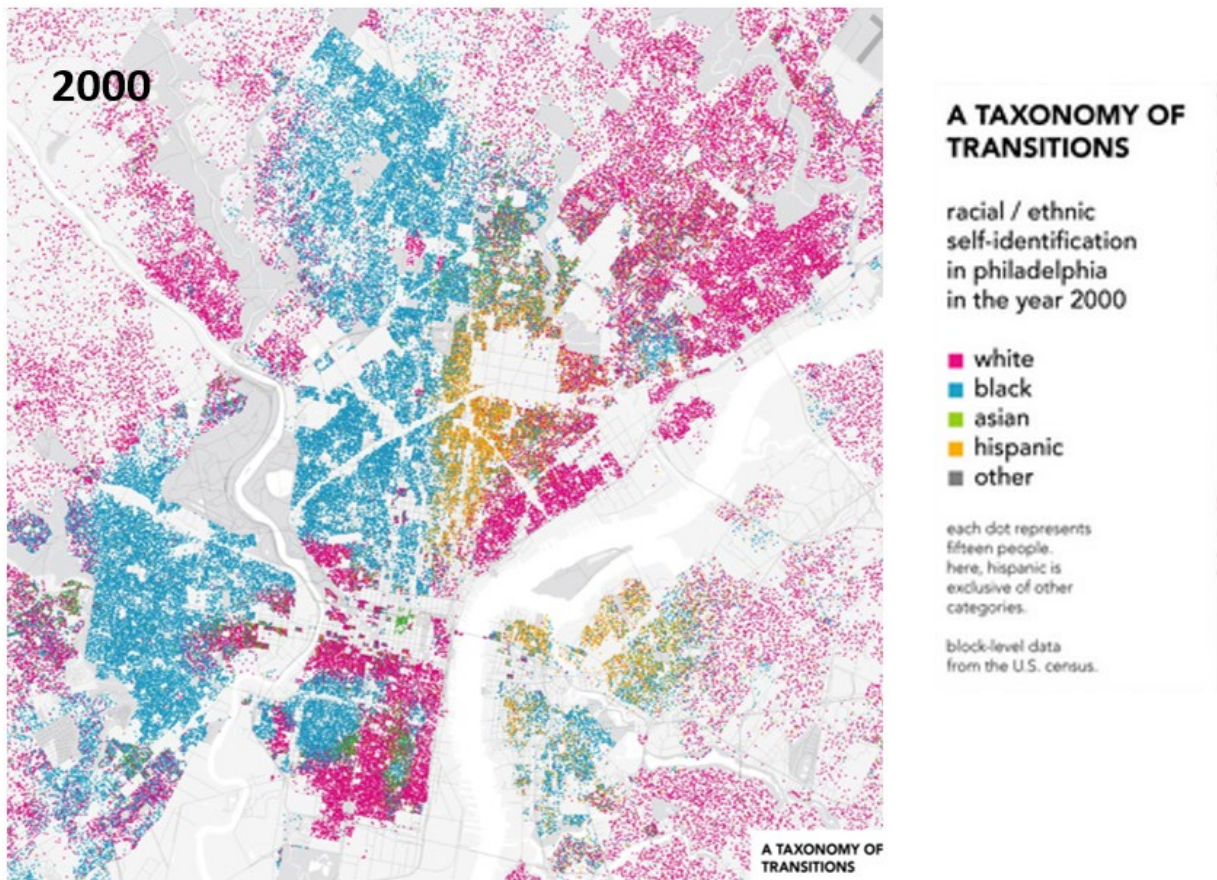 2000
A TAXONOMY OF
TRANSITIONS
A TAXONOMY OF
TRANSITIONS
racial / ethnic
self-identification
in philadelphia
in the year 2000
white
black
asian
hispanic
other
each dot represents
fifteen people.
here, hispanic is
exclusive of other
categories.
block-level data
from the U.S. census.